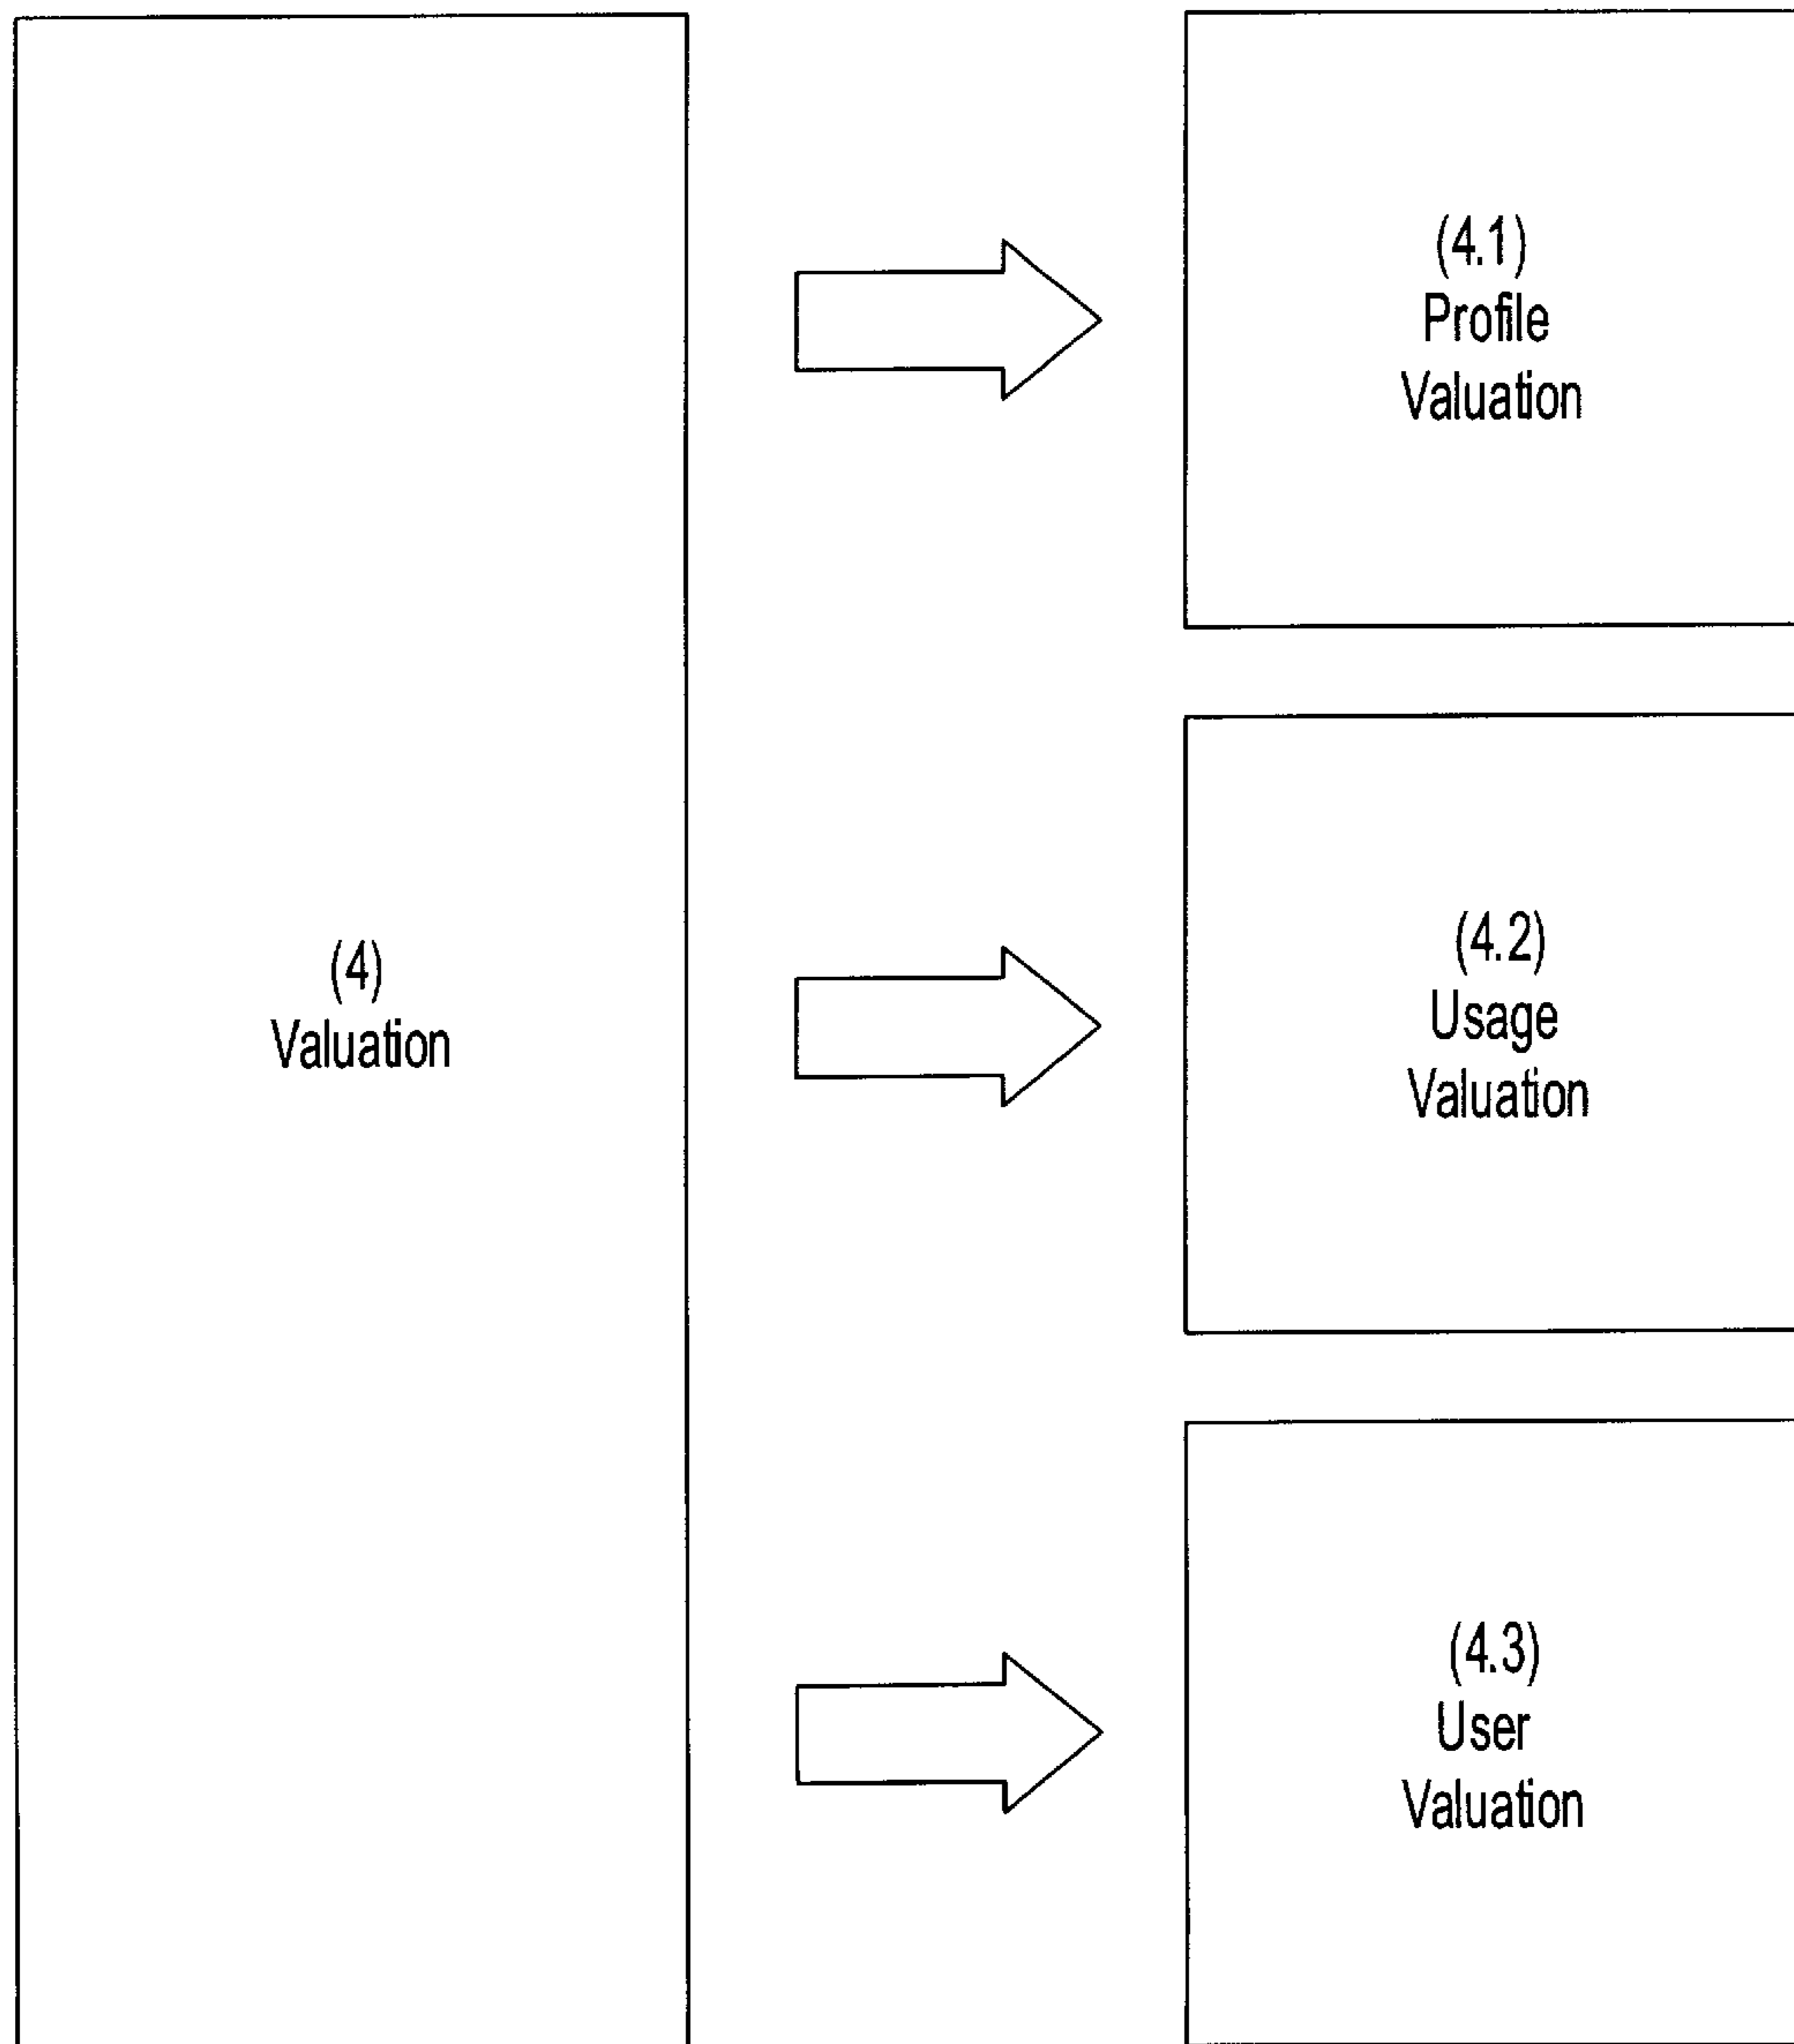 (4)
Valuation
(4.1)
Profile
Valuation
(4.2)
Usage
Valuation
(4.3)
User
Valuation